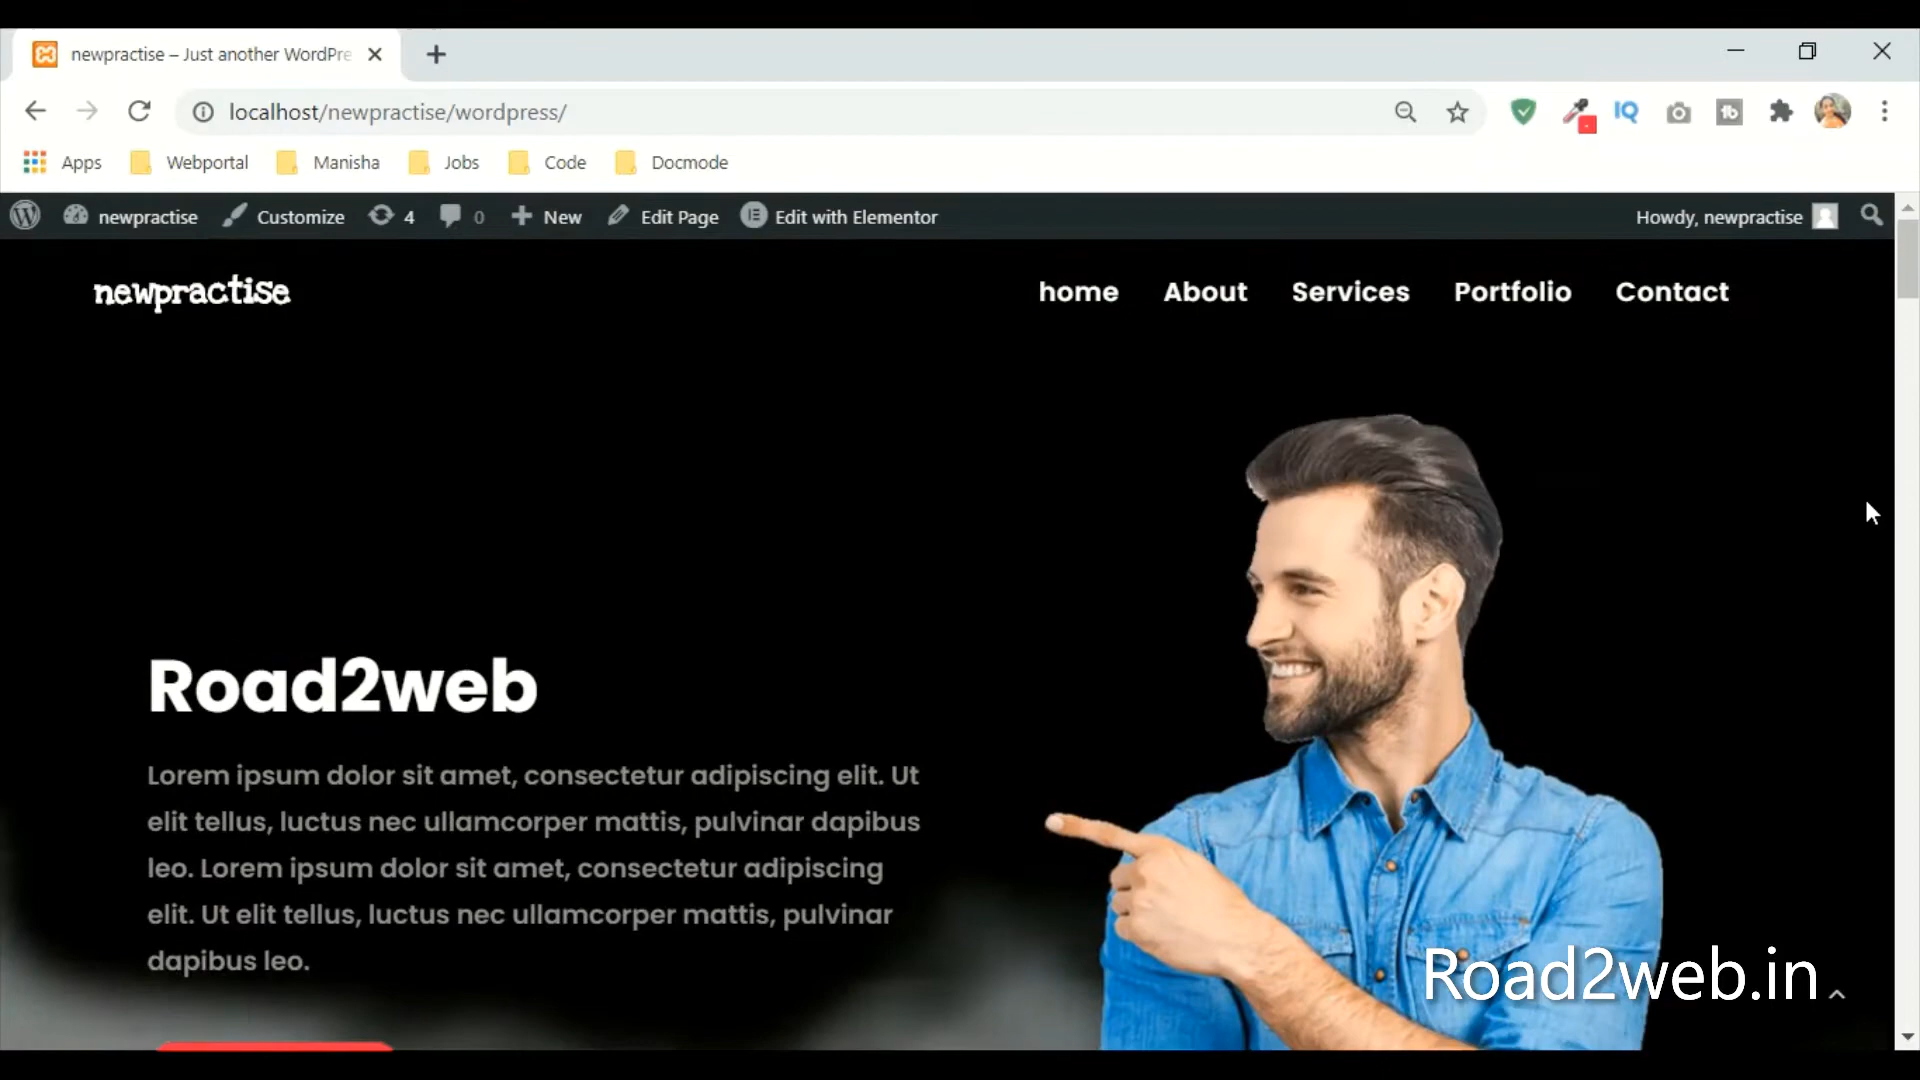 newpractise – Just another WordPre
localhost/newpractise/wordpress/
IQ
tb
Apps
Webportal
Manisha
Jobs
Code
Docmode
newpractise
Customize
4
0
New
Edit Page
Edit with Elementor
Howdy, newpractise
newpractise
home
About
Services
Portfolio
Contact
Road2web
Lorem ipsum dolor sit amet, consectetur adipiscing elit. Ut
elit tellus, luctus nec ullamcorper mattis, pulvinar dapibus
leo. Lorem ipsum dolor sit amet, consectetur adipiscing
elit. Ut elit tellus, luctus nec ullamcorper mattis, pulvinar
dapibus leo.
Road2web.in